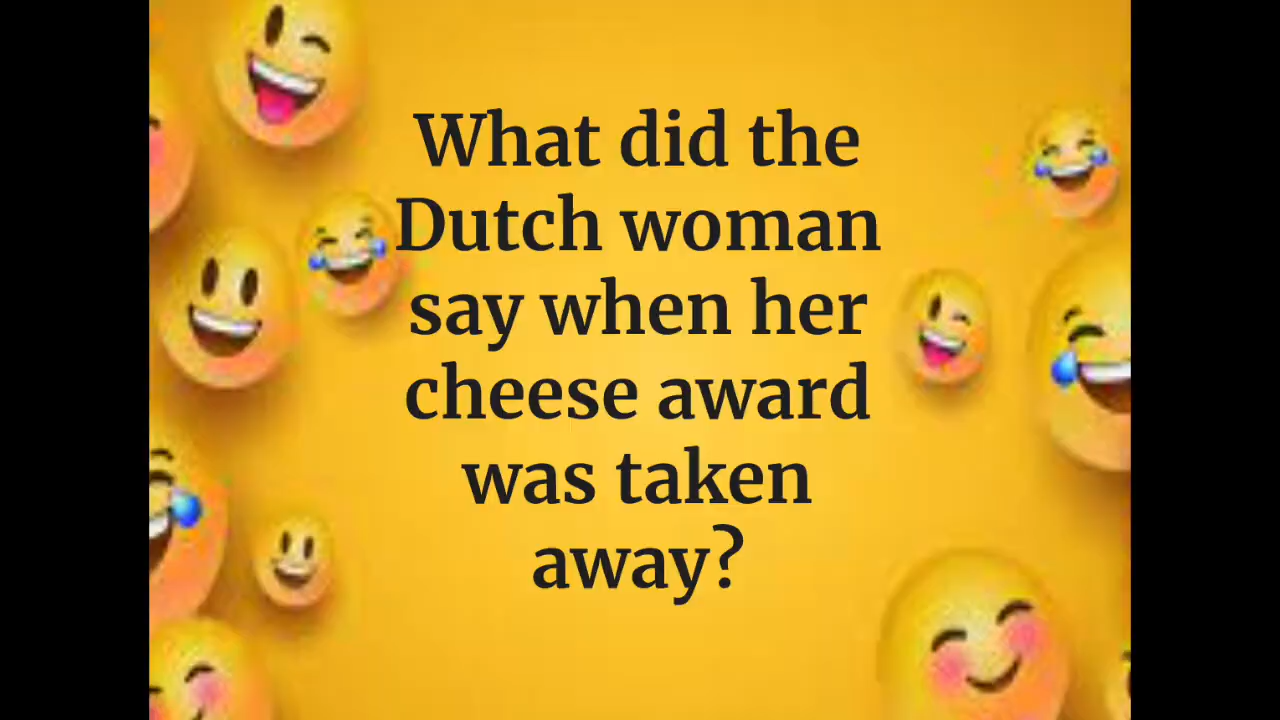 What did the
Dutch woman
say when her
cheese award
was taken
away?